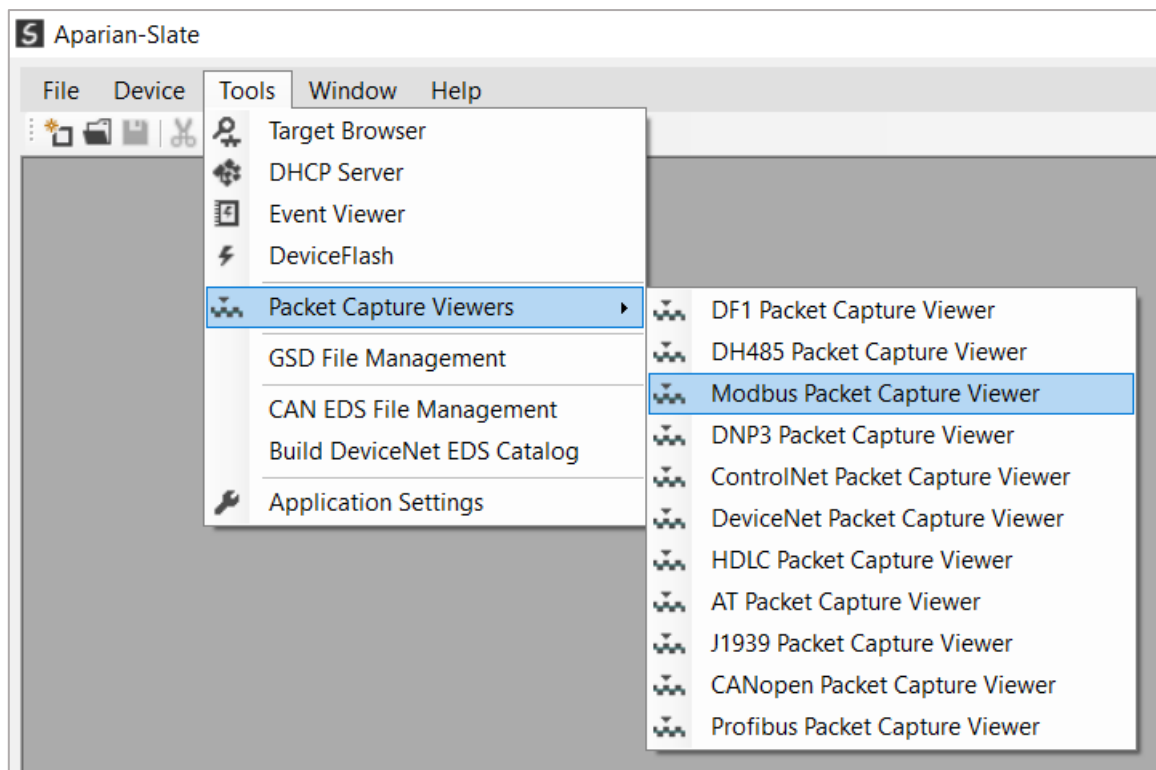 Aparian-Slate
File Device Tools Window Help
Target Browser
DHCP Server
Event Viewer
DeviceFlash
Packet Capture Viewers
GSD File Management
CAN EDS File Management
Build DeviceNet EDS Catalog
Application Settings
DF1 Packet Capture Viewer
DH485 Packet Capture Viewer
Modbus Packet Capture Viewer
DNP3 Packet Capture Viewer
ControlNet Packet Capture Viewer
DeviceNet Packet Capture Viewer
HDLC Packet Capture Viewer
AT Packet Capture Viewer
J1939 Packet Capture Viewer
CANopen Packet Capture Viewer
Profibus Packet Capture Viewer